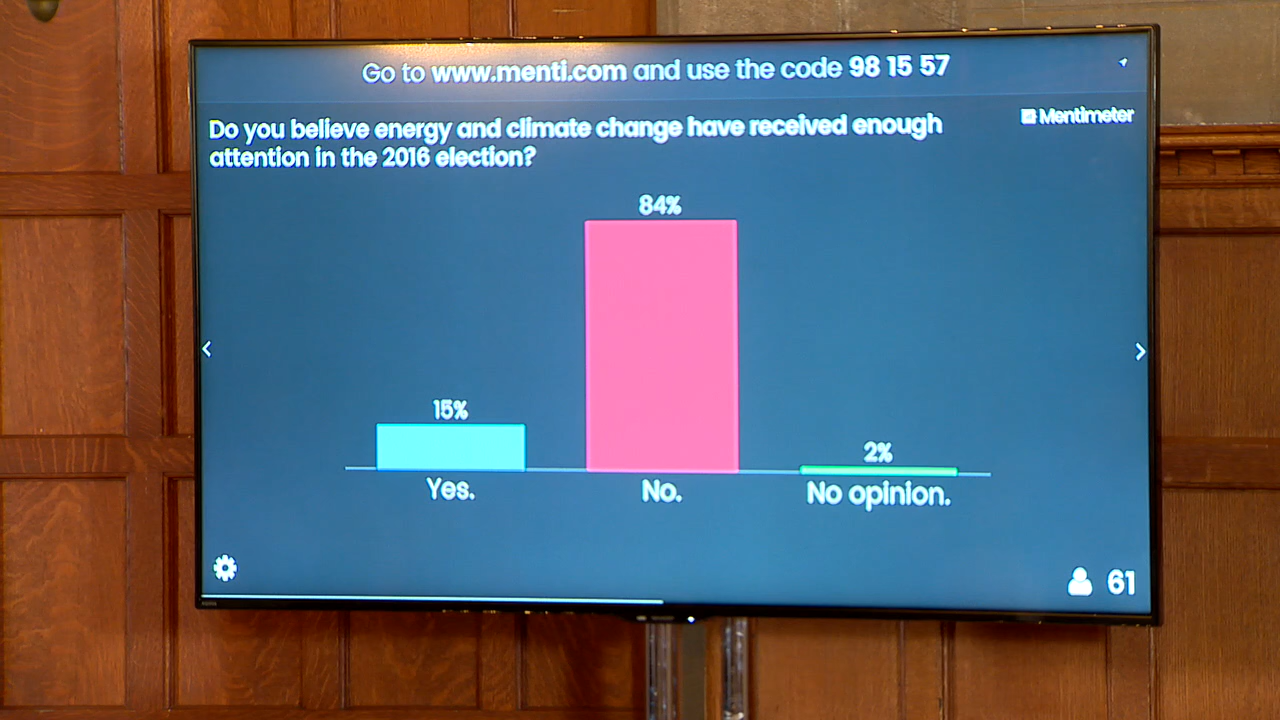 Go to www.menti.com and use the code 98 15 57
Mentimeter
Do you believe energy and climate change have received enough
attention in the 2016 election?
84%
15%
2%
Yes.
No.
No opinion.
61